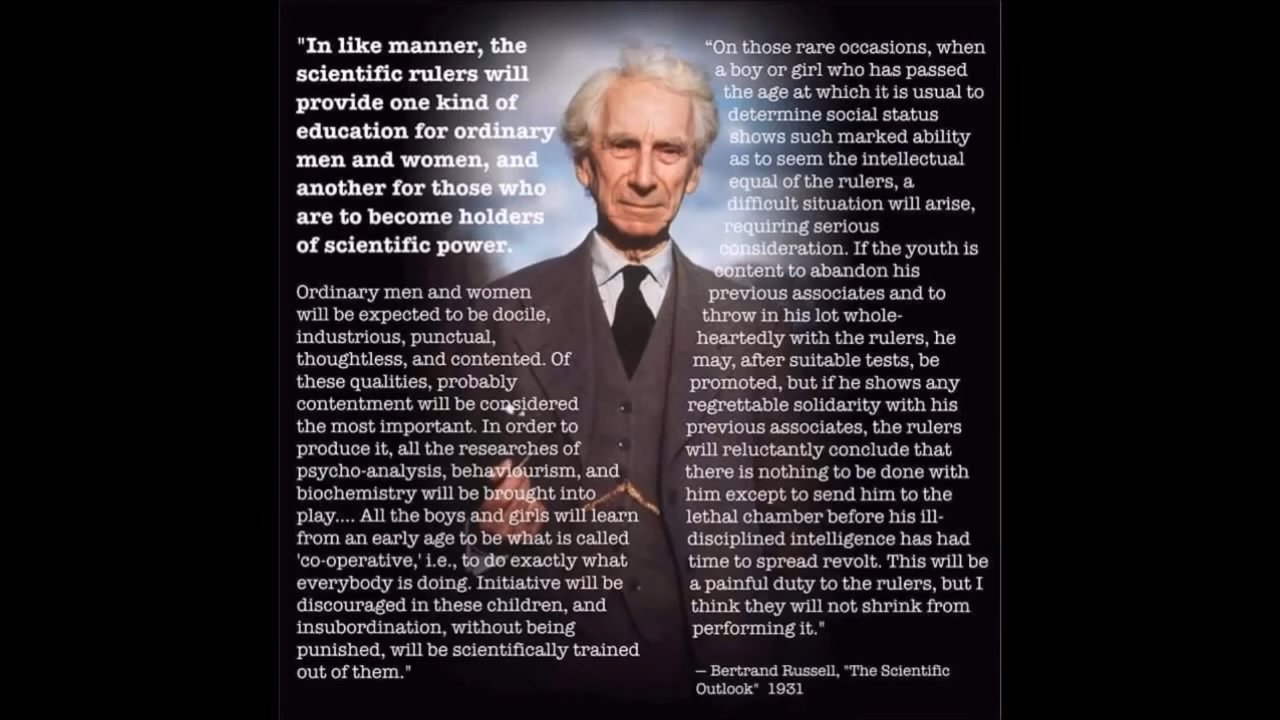 "In like manner, the
scientific rulers will
provide one kind of
education for ordinary
men and women, and
another for those who
are to become holders
of scientific power.
Ordinary men and women
will be expected to be docile,
industrious, punctual,
thoughtless, and contented. Of
these qualities, probably
contentment will be considered
the most important. In order to
produce it, all the researches of
psycho-analysis, behaviourism, and
biochemistry will be brought into
play.... All the boys and girls will learn
from an early age to be what is called
'co-operative,' i.e., to do exactly what
everybody is doing. Initiative will be
discouraged in these children, and
insubordination, without being
punished, will be scientifically trained
out of them."
“On those rare occasions, when
a boy or girl who has passed
the age at which it is usual to
determine social status
shows such marked ability
as to seem the intellectual
equal of the rulers, a
difficult situation will arise,
requiring serious
consideration. If the youth is
content to abandon his
previous associates and to
throw in his lot whole-
heartedly with the rulers, he
may, after suitable tests, be
promoted, but if he shows any
regrettable solidarity with his
previous associates, the rulers
will reluctantly conclude that
there is nothing to be done with
him except to send him to the
lethal chamber before his ill-
disciplined intelligence has had
time to spread revolt. This will be
a painful duty to the rulers, but I
think they will not shrink from
performing it."
— Bertrand Russell, "The Scientific
Outlook" 1931